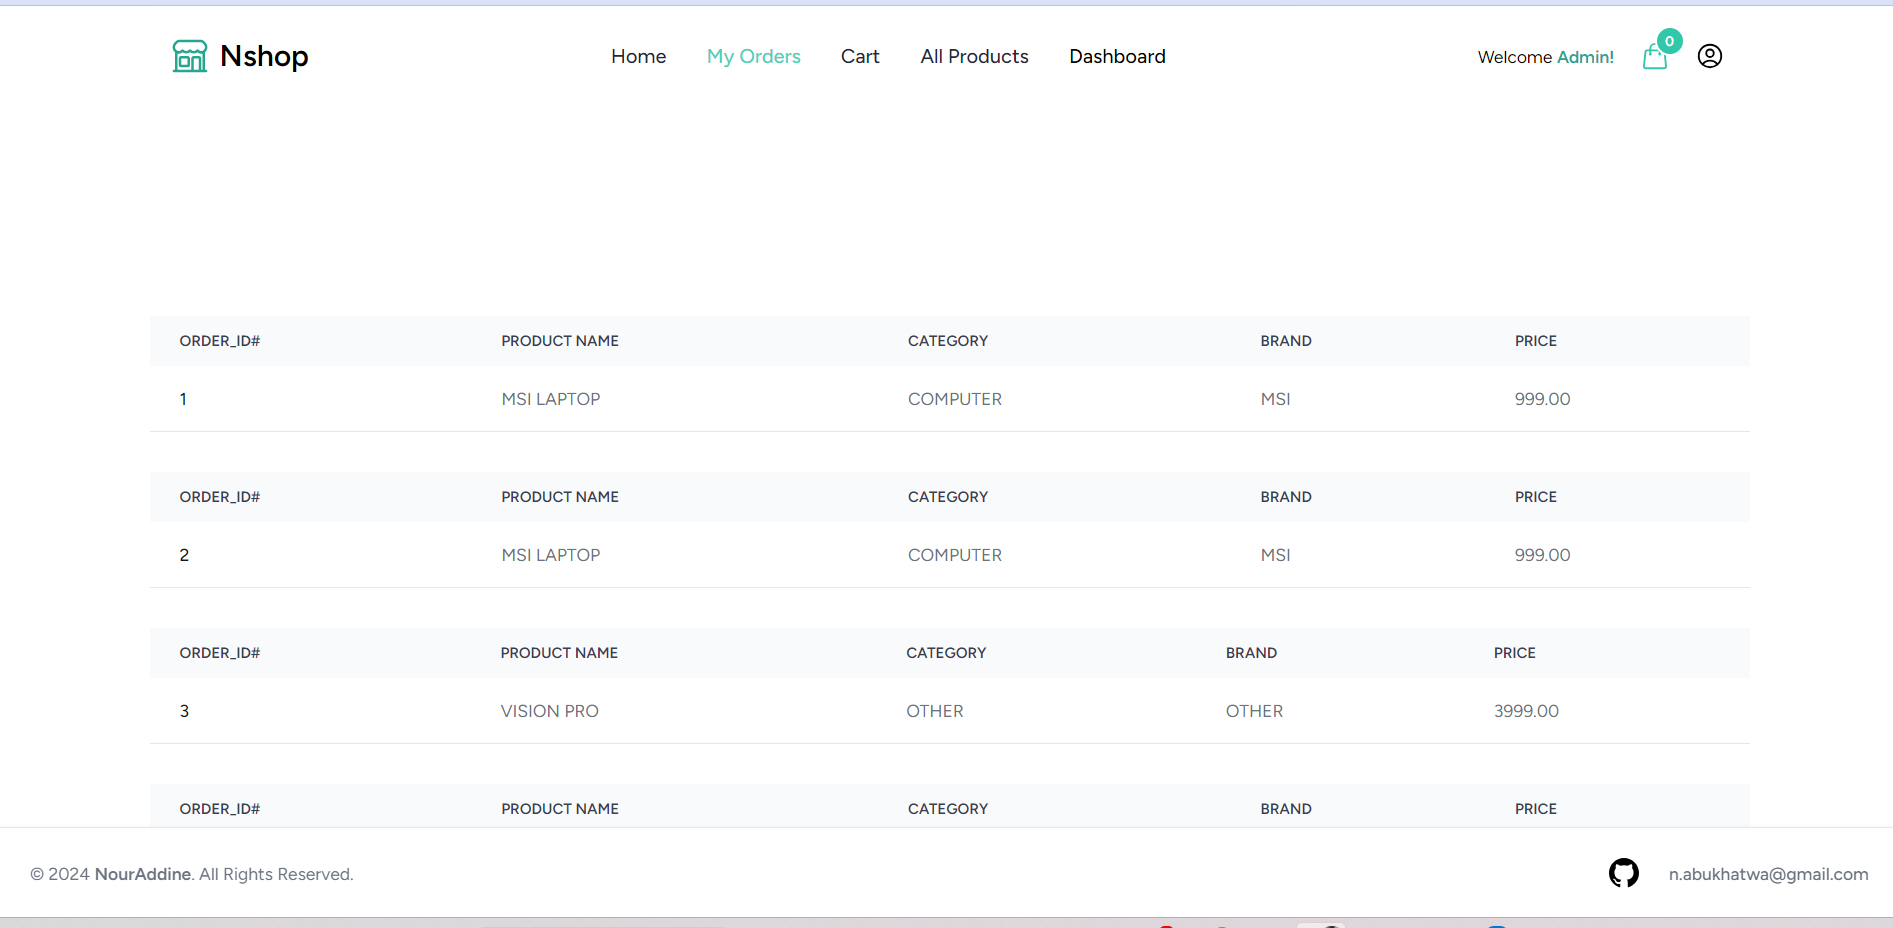 Nshop
Home My Orders Cart All Products Dashboard
Welcome Admin! 0
ORDER_ID# PRODUCT NAME CATEGORY BRAND PRICE
1 MSI LAPTOP COMPUTER MSI 999.00
ORDER_ID# PRODUCT NAME CATEGORY BRAND PRICE
2 MSI LAPTOP COMPUTER MSI 999.00
ORDER_ID# PRODUCT NAME CATEGORY BRAND PRICE
3 VISION PRO OTHER OTHER 3999.00
ORDER_ID# PRODUCT NAME CATEGORY BRAND PRICE
© 2024 NourAddine. All Rights Reserved. n.abukhatwa@gmail.com